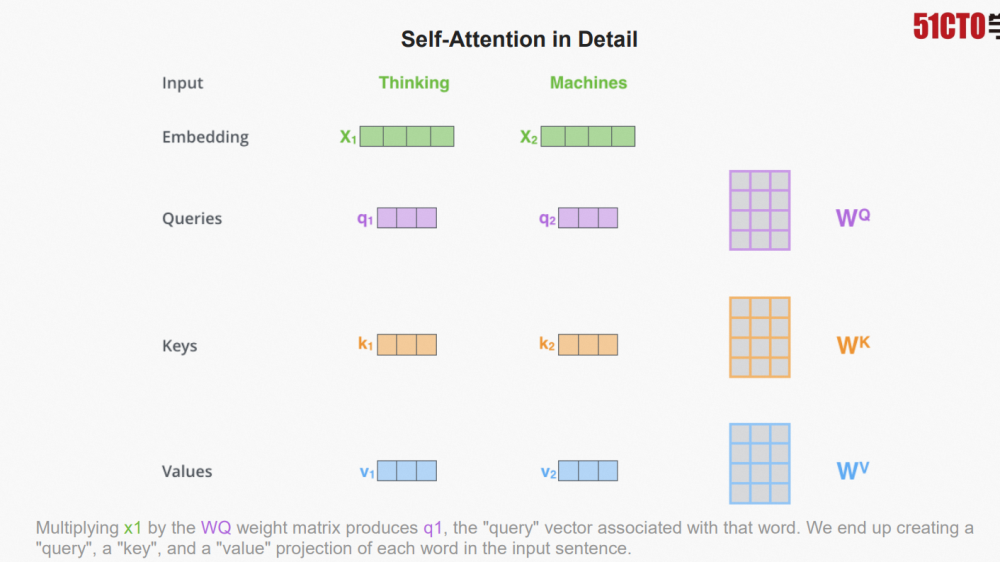 51CTO
Self-Attention in Detail
Input Thinking Machines
Embedding X1 X2
Queries q1 q2 WQ
Keys k1 k2 WK
Values v1 v2 WV
Multiplying x1 by the WQ weight matrix produces q1, the "query" vector associated with that word. We end up creating a
"query", a "key", and a "value" projection of each word in the input sentence.